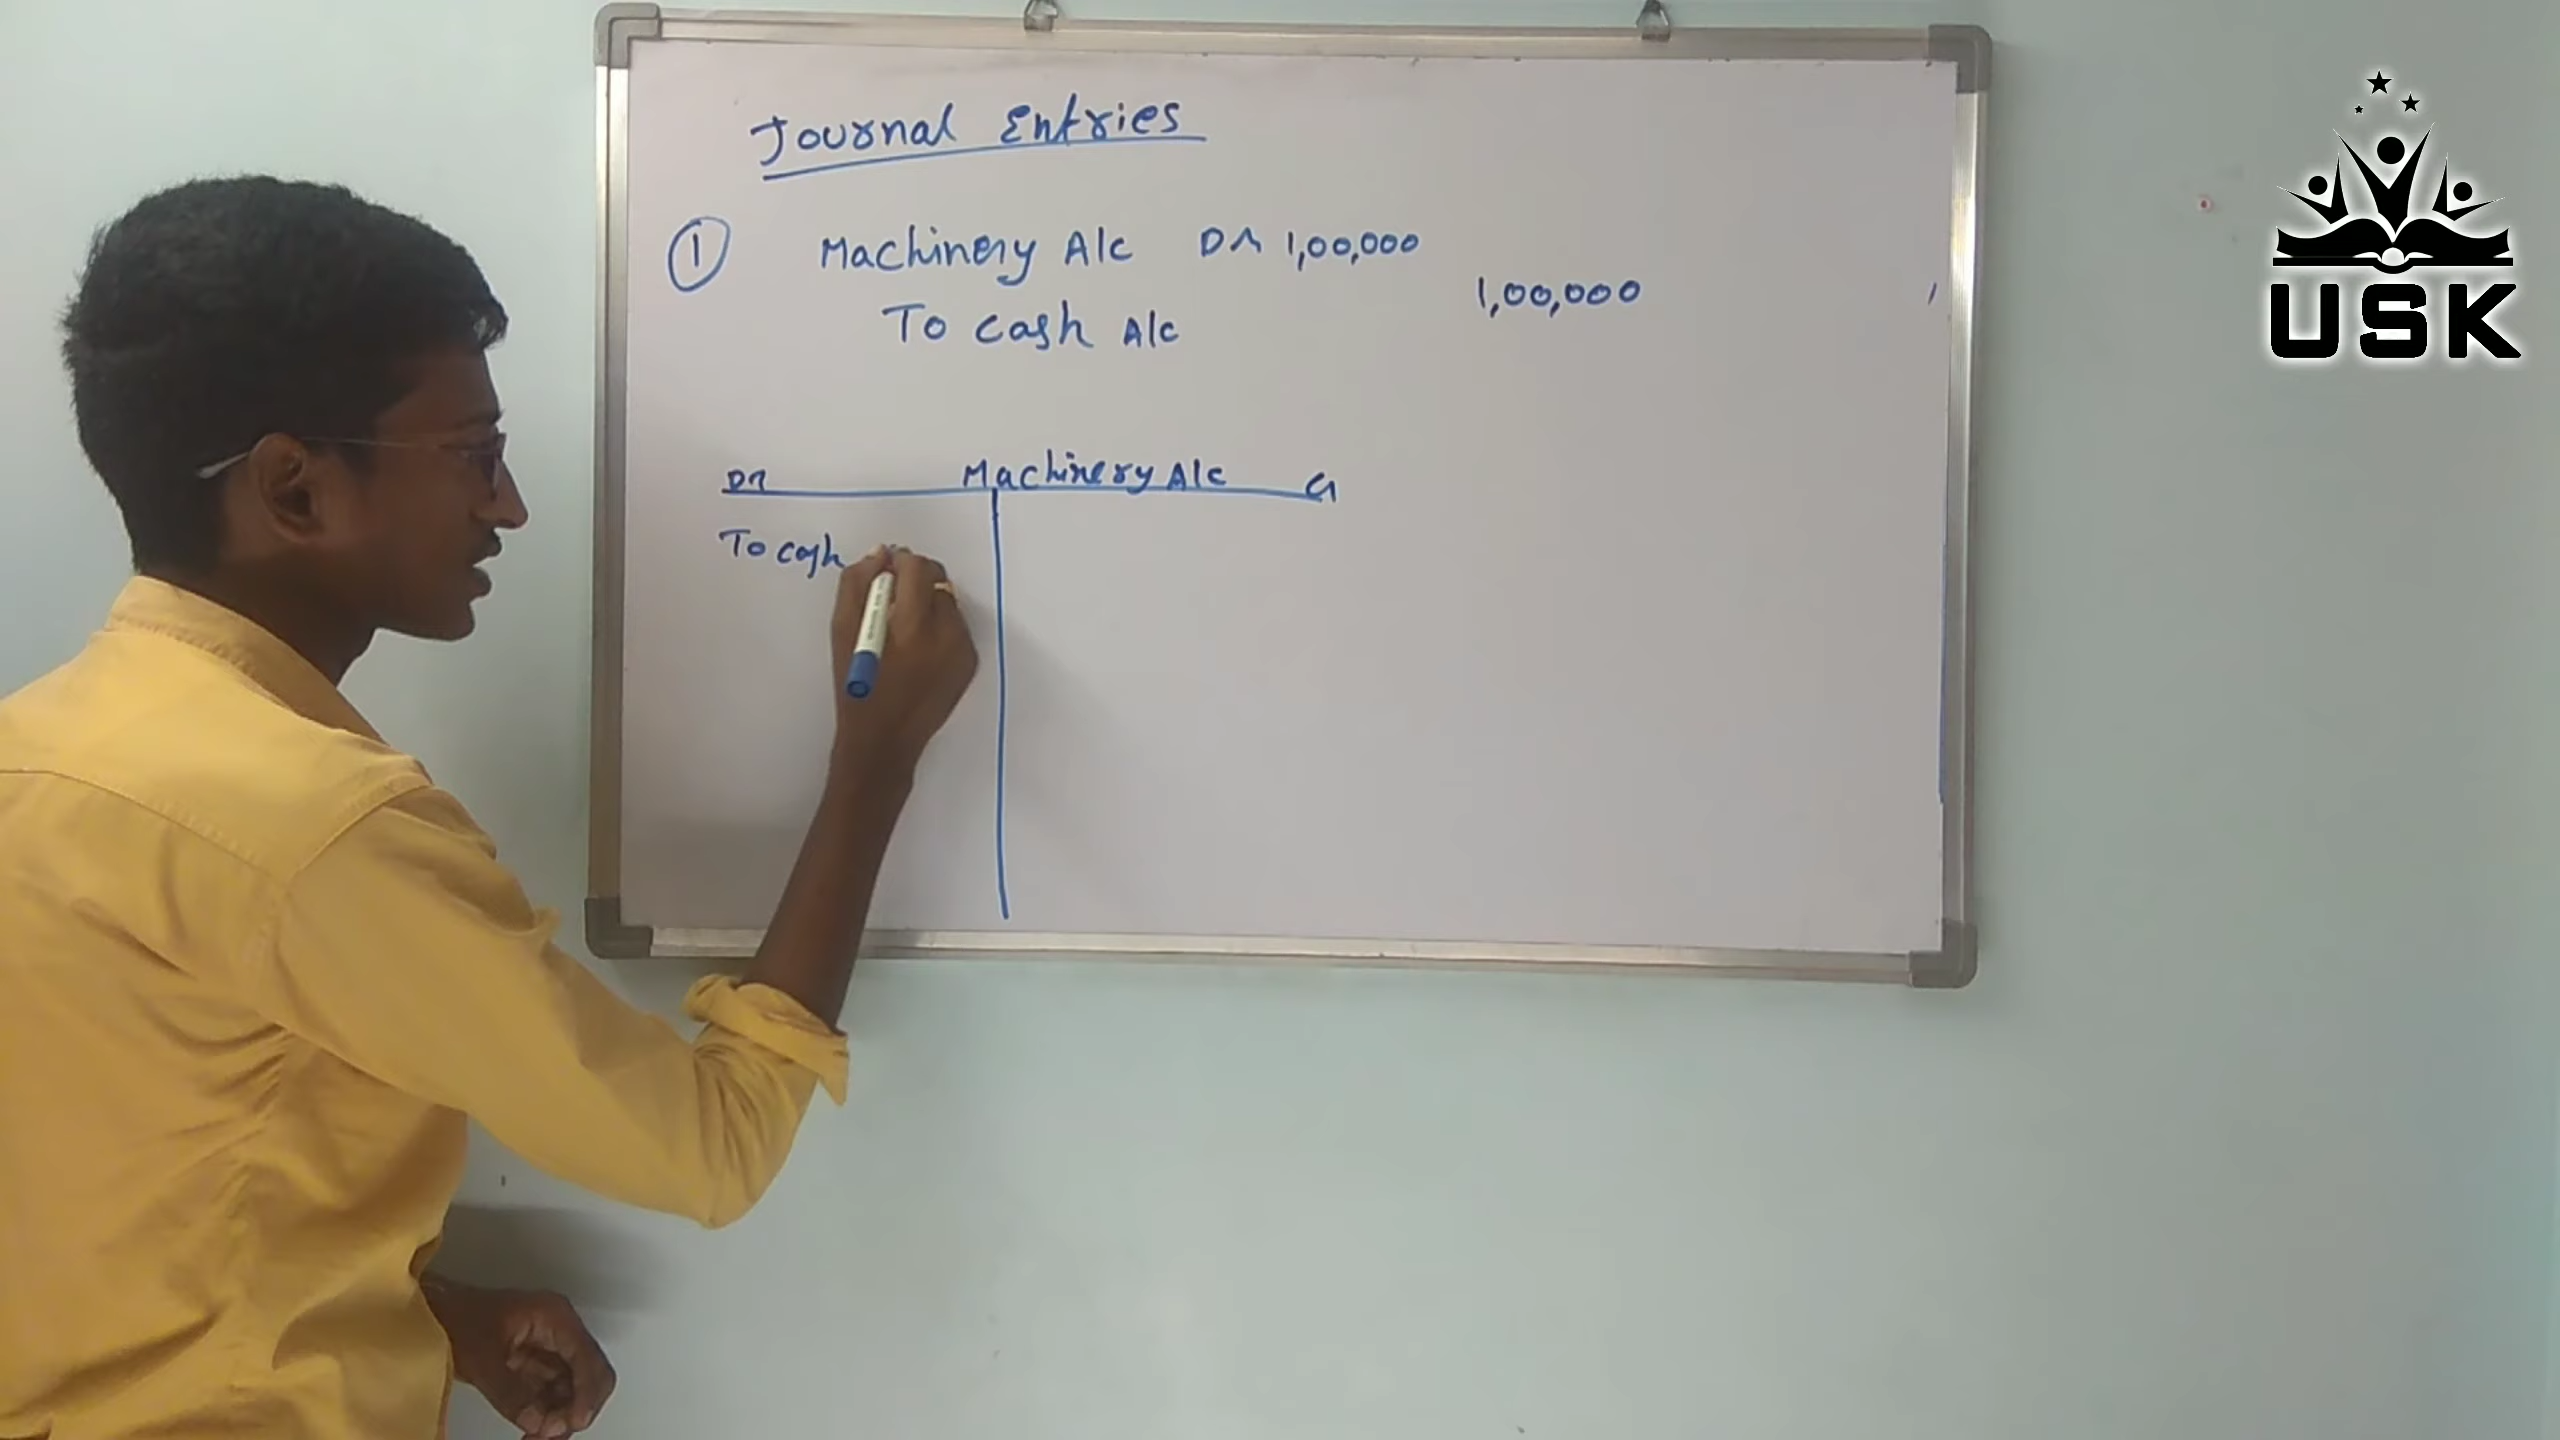 Journal Entries
1 Machinery A/c Dr 1,00,000
1,00,000
To cash A/c
Dr Machinery A/c Cr
To cash
USK